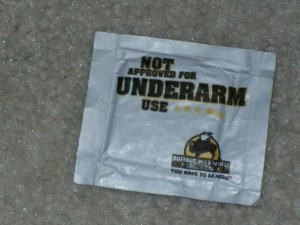 NOT
APPROVED FOR
UNDERARM
USE
BUFFALO WILD WINGS
YOU HAVE TO BE HERE